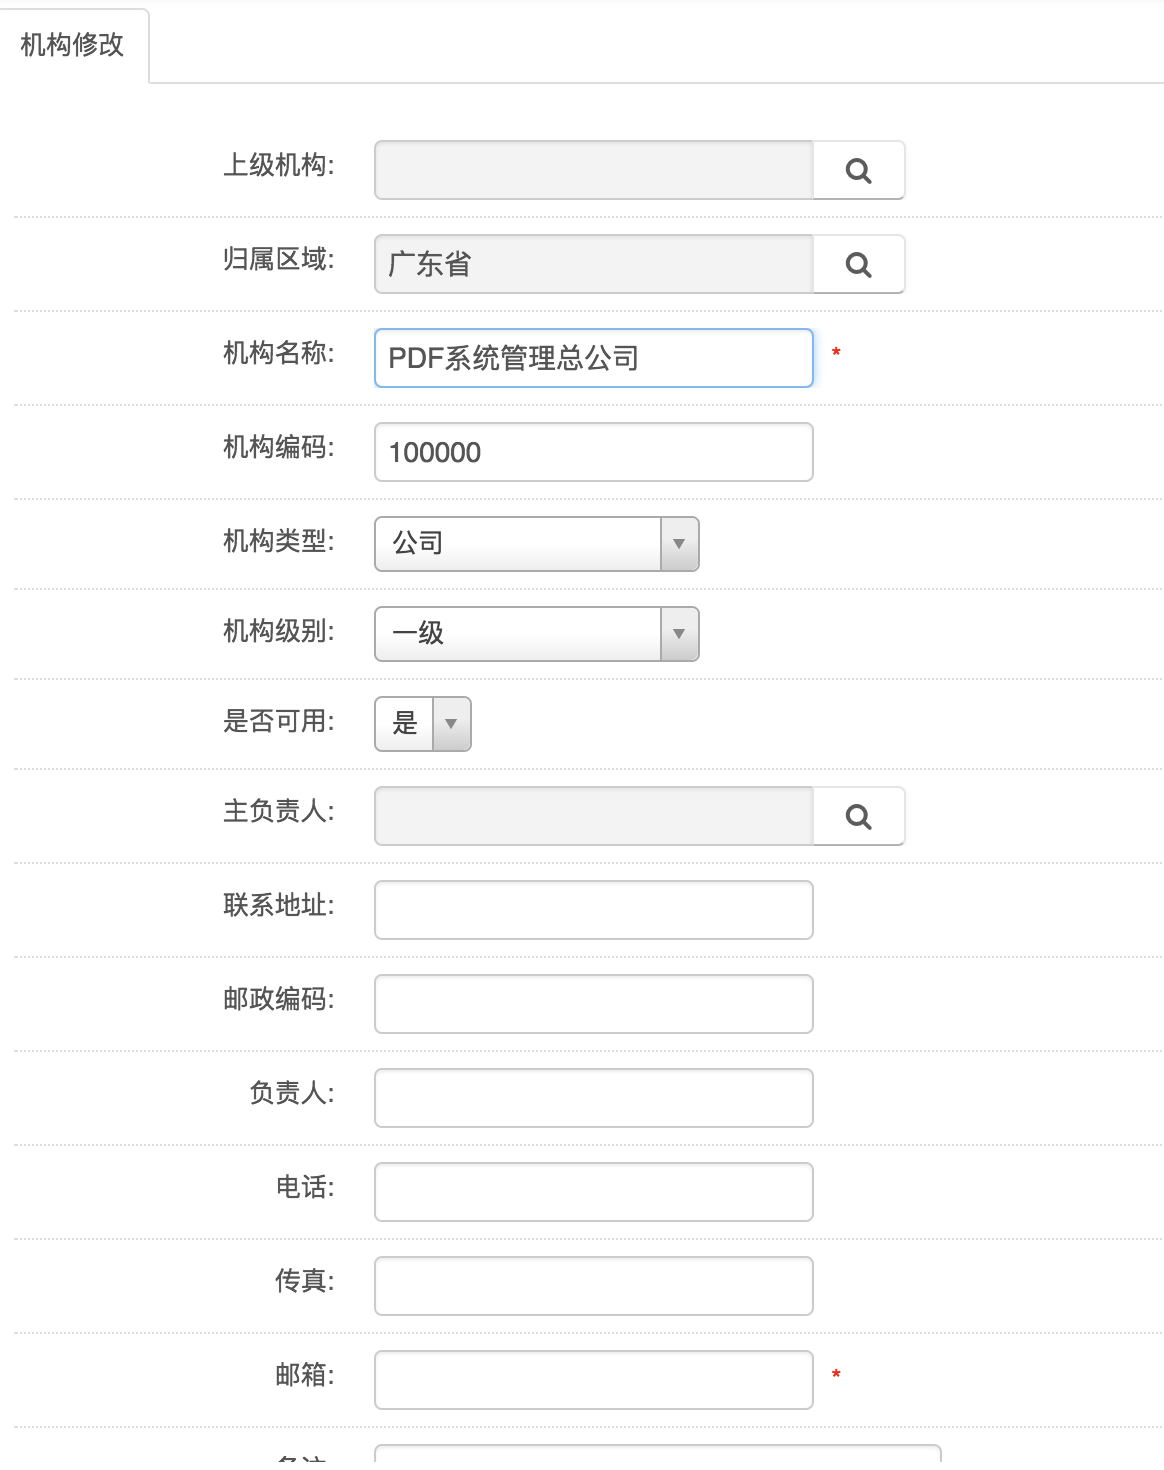 机构修改
上级机构:
归属区域: 广东省
机构名称: PDF系统管理总公司 *
机构编码: 100000
机构类型: 公司
机构级别: 一级
是否可用: 是
主负责人:
联系地址:
邮政编码:
负责人:
电话:
传真:
邮箱: *